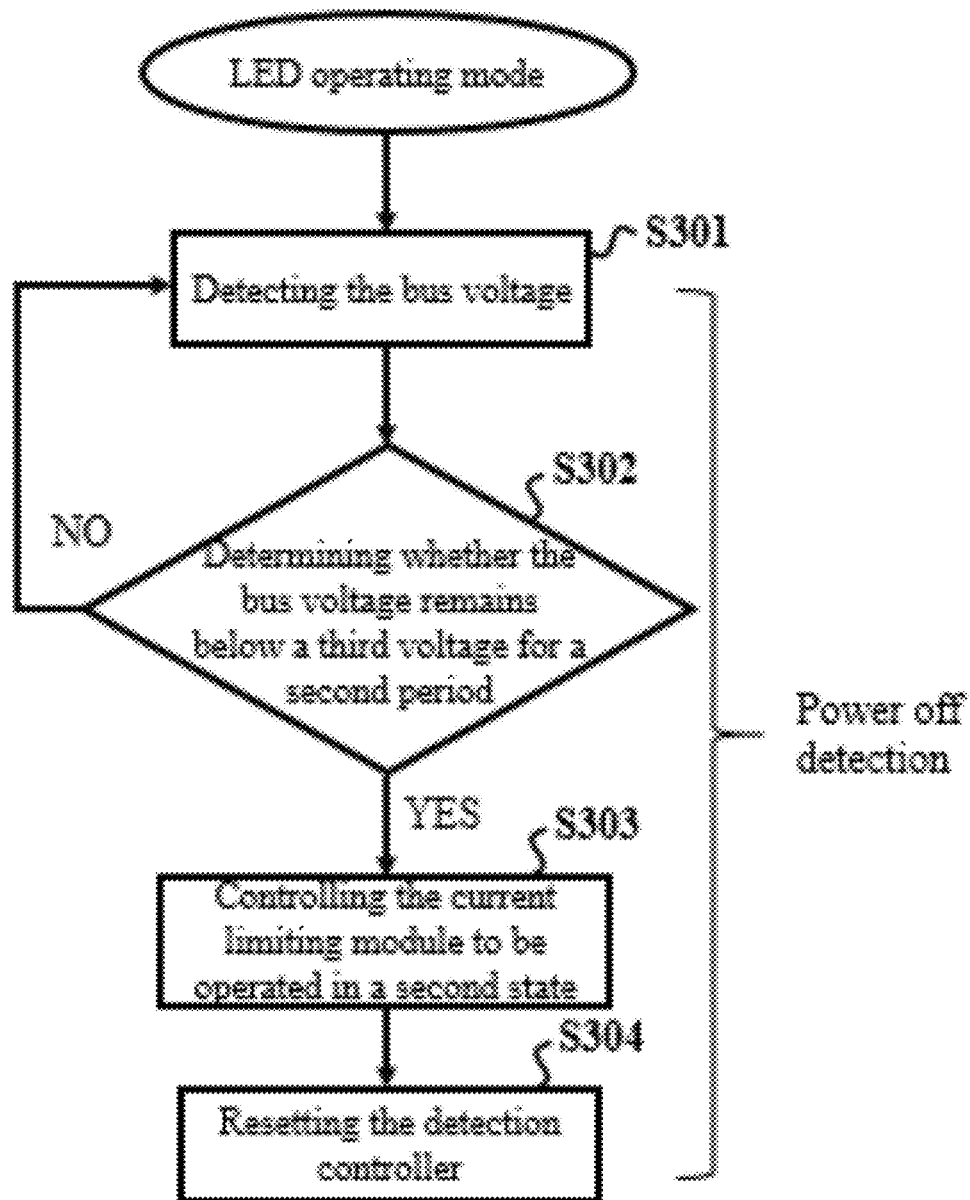 LED operating mode
S301
Detecting the bus voltage
S302
NO
Determining whether the
bus voltage remains
below a third voltage for a
second period
Power off
detection
YES
S303
Controlling the current
limiting module to be
operated in a second state
S304
Resetting the detection
controller